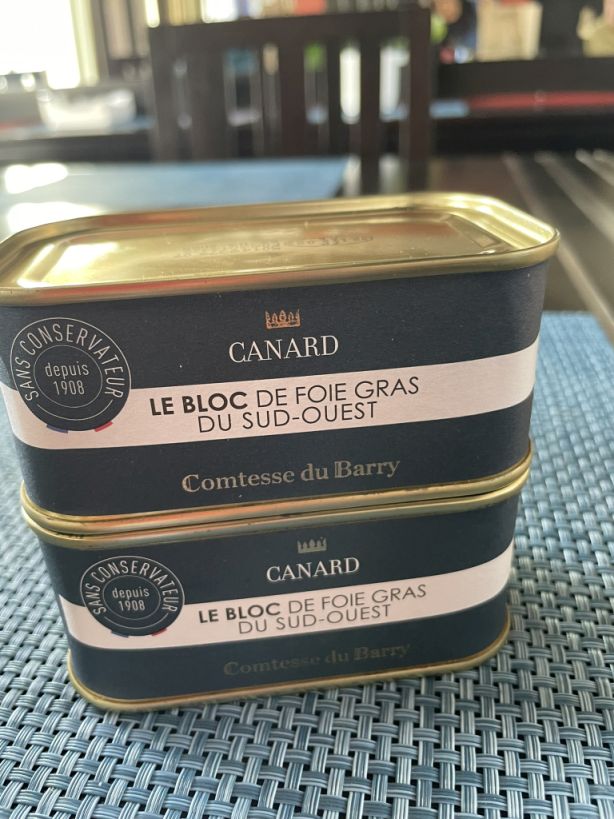 SANS CONSERVATEUR
depuis
1908
CANARD
LE BLOC DE FOIE GRAS
DU SUD-OUEST
Comtesse du Barry
SANS CONSERVATEUR
depuis
1908
CANARD
LE BLOC DE FOIE GRAS
DU SUD-OUEST
Comtesse du Barry